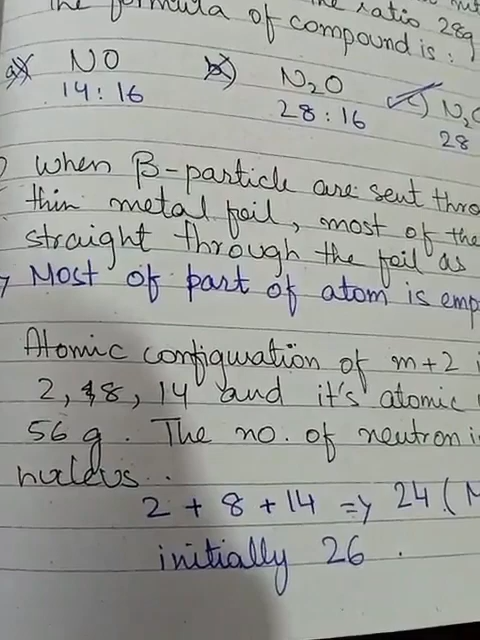 the formula of compound is :
a) NO b) N₂O c) N₂
14:16 28:16 28
When β-particle are sent thro
thin metal foil, most of the
straight through the foil as
Most of part of atom is emp
Atomic configuration of m+2 i
2, 8, 14 and it's atomic
56 g. The no. of neutron i
nucleus..
2 + 8 + 14 => 24 (M
initially 26 .